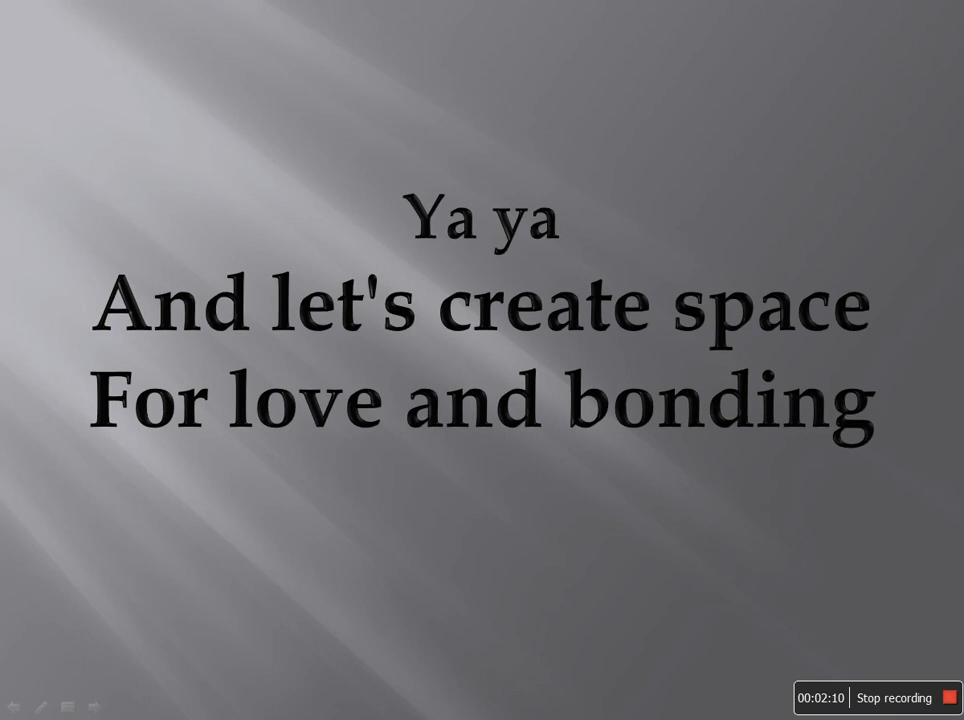 Ya ya
And let's create space
For love and bonding
00:02:10 Stop recording